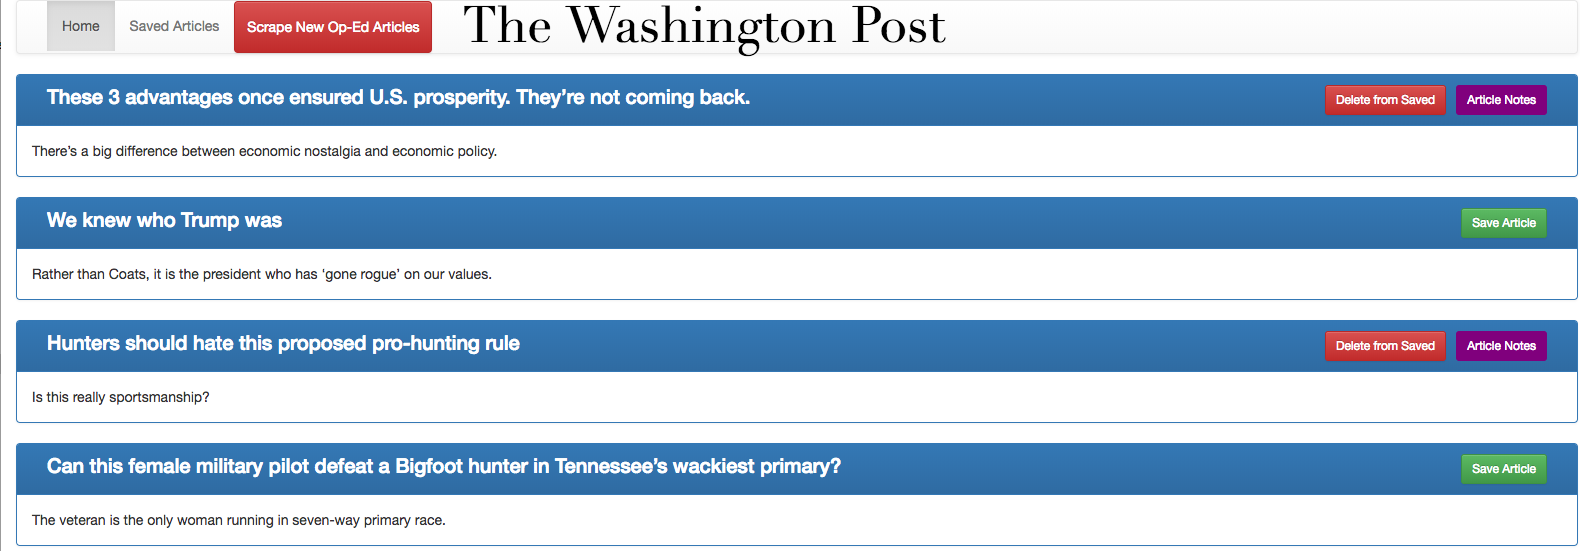 Home Saved Articles Scrape New Op-Ed Articles The Washington Post
These 3 advantages once ensured U.S. prosperity. They’re not coming back. Delete from Saved Article Notes
There’s a big difference between economic nostalgia and economic policy.
We knew who Trump was Save Article
Rather than Coats, it is the president who has ‘gone rogue’ on our values.
Hunters should hate this proposed pro-hunting rule Delete from Saved Article Notes
Is this really sportsmanship?
Can this female military pilot defeat a Bigfoot hunter in Tennessee’s wackiest primary? Save Article
The veteran is the only woman running in seven-way primary race.